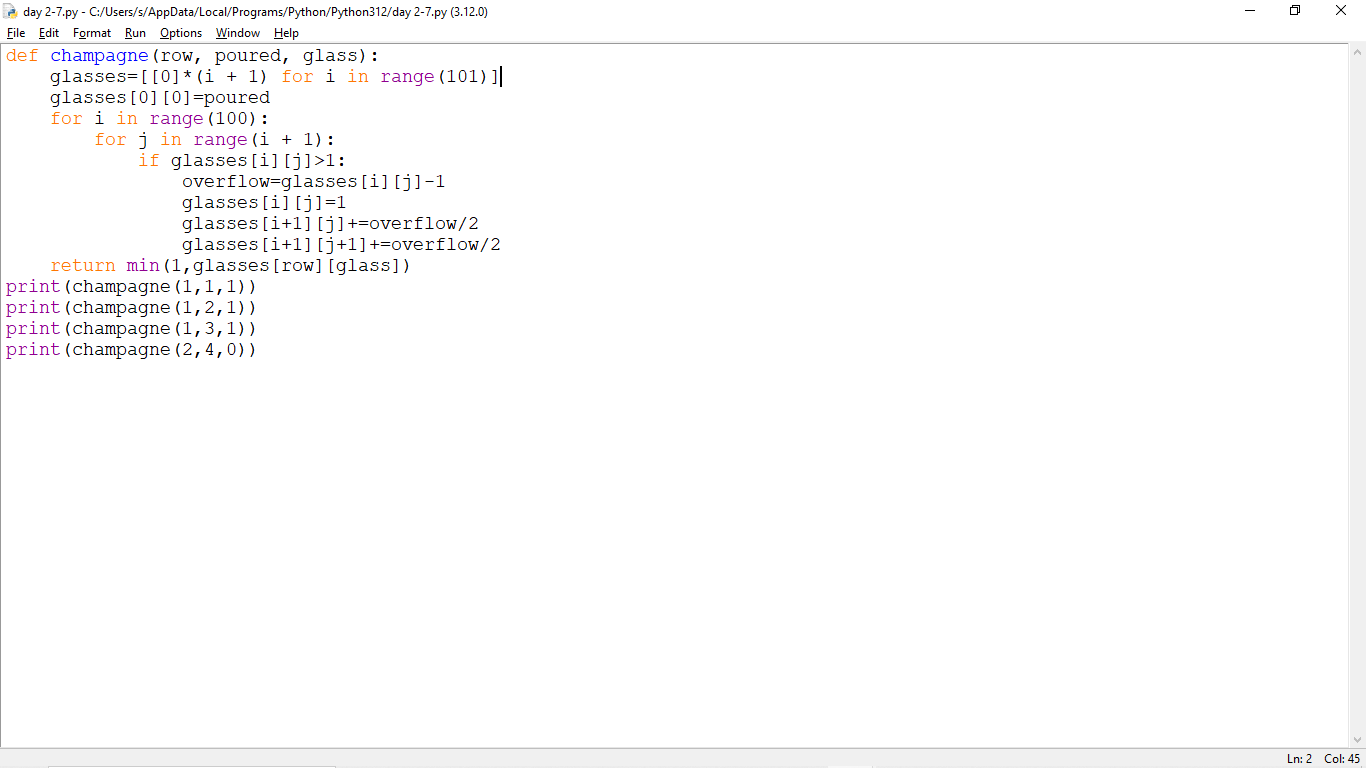 day 2-7.py - C:/Users/s/AppData/Local/Programs/Python/Python312/day 2-7.py (3.12.0)
File Edit Format Run Options Window Help
def champagne(row, poured, glass):
    glasses=[[0]*(i + 1) for i in range(101)]
    glasses[0][0]=poured
    for i in range(100):
        for j in range(i + 1):
            if glasses[i][j]>1:
                overflow=glasses[i][j]-1
                glasses[i][j]=1
                glasses[i+1][j]+=overflow/2
                glasses[i+1][j+1]+=overflow/2
    return min(1,glasses[row][glass])
print(champagne(1,1,1))
print(champagne(1,2,1))
print(champagne(1,3,1))
print(champagne(2,4,0))
Ln: 2 Col: 45